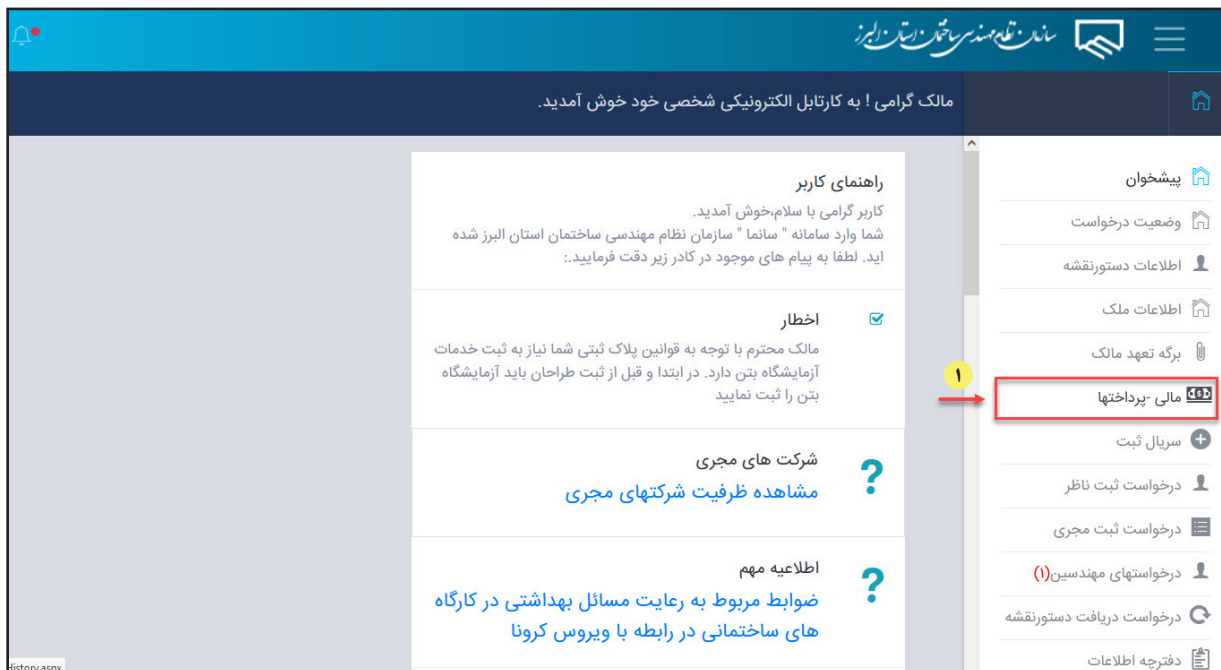 سازمان نظام مهندسی ساختمان استان البرز
مالک گرامی ! به کارتابل الکترونیکی شخصی خود خوش آمدید.
پیشخوان
وضعیت درخواست
اطلاعات دستورنقشه
اطلاعات ملک
برگه تعهد مالک
۱
مالی -پرداختها
سریال ثبت
درخواست ثبت ناظر
درخواست ثبت مجری
درخواستهای مهندسین(۱)
درخواست دریافت دستورنقشه
دفترچه اطلاعات
راهنمای کاربر
کاربر گرامی با سلام،خوش آمدید.
شما وارد سامانه " سانما " سازمان نظام مهندسی ساختمان استان البرز شده
اید. لطفا به پیام های موجود در کادر زیر دقت فرمایید.:
اخطار
مالک محترم با توجه به قوانین پلاک ثبتی شما نیاز به ثبت خدمات
آزمایشگاه بتن دارد. در ابتدا و قبل از ثبت طراحان باید آزمایشگاه
بتن را ثبت نمایید
شرکت های مجری
مشاهده ظرفیت شرکتهای مجری
اطلاعیه مهم
ضوابط مربوط به رعایت مسائل بهداشتی در کارگاه
های ساختمانی در رابطه با ویروس کرونا
History.aspx